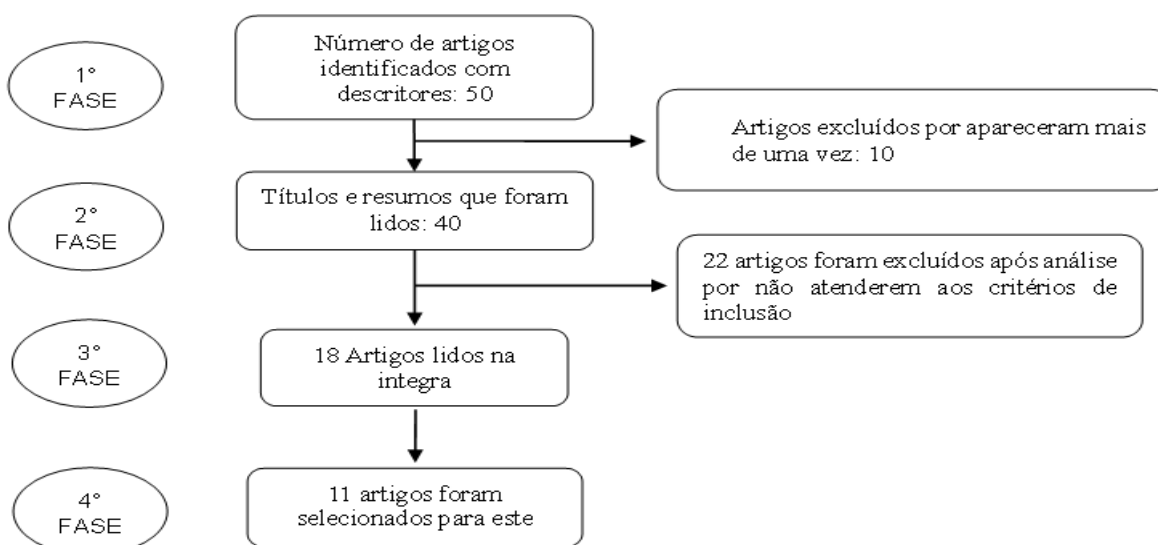 1°
FASE
Número de artigos
identificados com
descritores: 50
Artigos excluídos por apareceram mais
de uma vez: 10
2°
FASE
Títulos e resumos que foram
lidos: 40
22 artigos foram excluídos após análise
por não atenderem aos critérios de
inclusão
3°
FASE
18 Artigos lidos na
integra
4°
FASE
11 artigos foram
selecionados para este